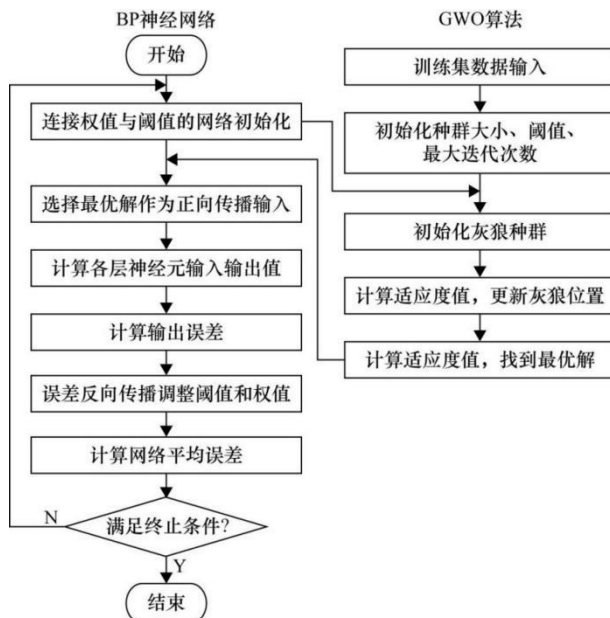 BP神经网络
开始
连接权值与阈值的网络初始化
选择最优解作为正向传播输入
计算各层神经元输入输出值
计算输出误差
误差反向传播调整阈值和权值
计算网络平均误差
满足终止条件?
N
Y
结束
GWO算法
训练集数据输入
初始化种群大小、阈值、
最大迭代次数
初始化灰狼种群
计算适应度值，更新灰狼位置
计算适应度值，找到最优解